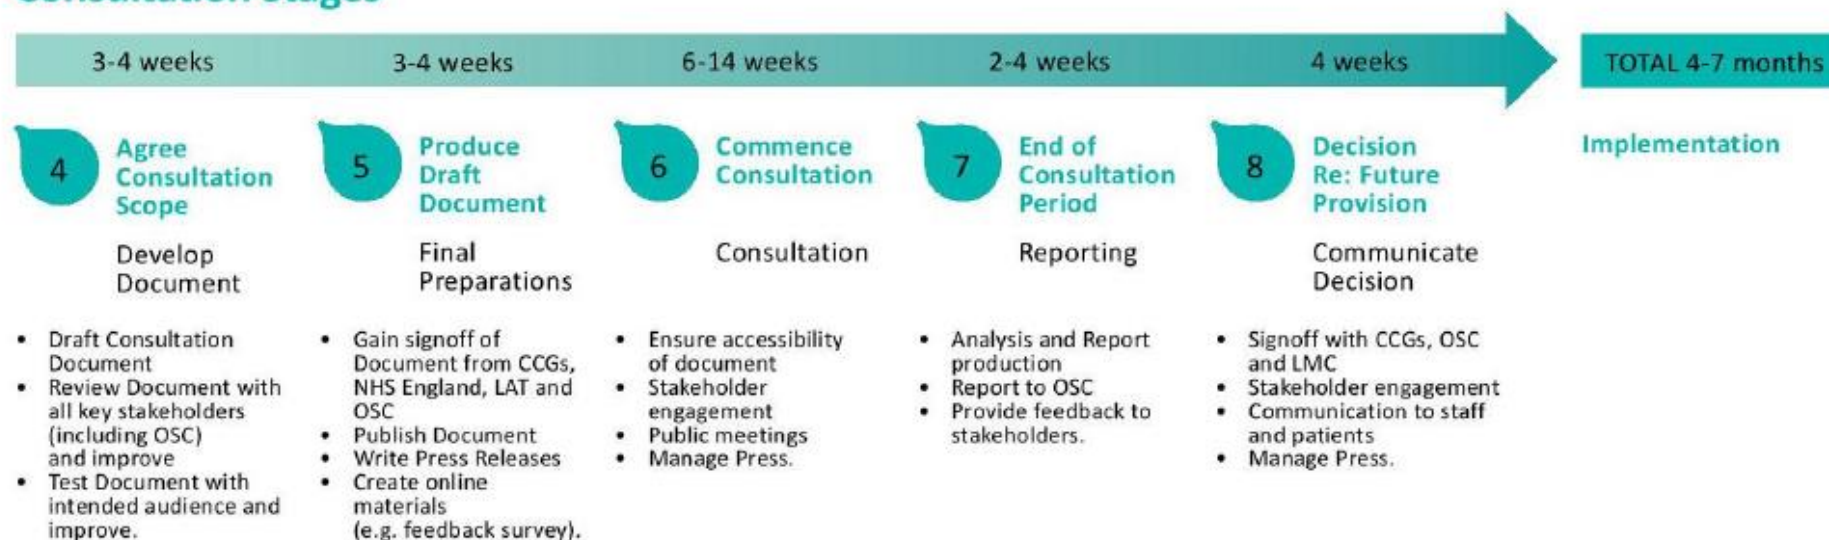 Consultation Stages
3-4 weeks
3-4 weeks
6-14 weeks
2-4 weeks
4 weeks
TOTAL 4-7 months
4
Agree
Consultation
Scope
Develop
Document
• Draft Consultation
Document
• Review Document with
all key stakeholders
(including OSC)
and improve
• Test Document with
intended audience and
improve.
5
Produce
Draft
Document
Final
Preparations
• Gain signoff of
Document from CCGs,
NHS England, LAT and
OSC
• Publish Document
• Write Press Releases
• Create online
materials
(e.g. feedback survey).
6
Commence
Consultation
Consultation
• Ensure accessibility
of document
• Stakeholder
engagement
• Public meetings
• Manage Press.
7
End of
Consultation
Period
Reporting
• Analysis and Report
production
• Report to OSC
• Provide feedback to
stakeholders.
8
Decision
Re: Future
Provision
Communicate
Decision
• Signoff with CCGs, OSC
and LMC
• Stakeholder engagement
• Communication to staff
and patients
• Manage Press.
Implementation